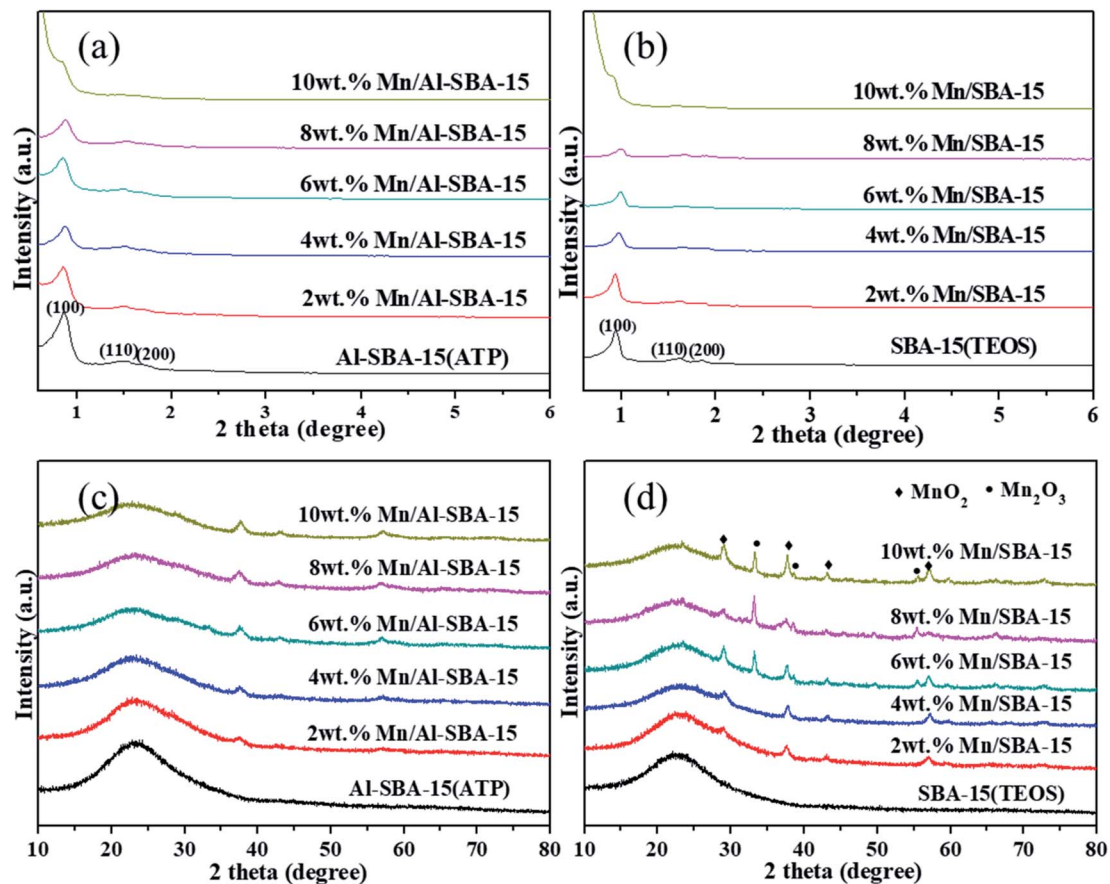 (a)
10wt.% Mn/Al-SBA-15
8wt.% Mn/Al-SBA-15
6wt.% Mn/Al-SBA-15
4wt.% Mn/Al-SBA-15
2wt.% Mn/Al-SBA-15
(100)
(110) (200)
Al-SBA-15(ATP)
Intensity (a.u.)
1 2 3 4 5 6
2 theta (degree)
(b)
10wt.% Mn/SBA-15
8wt.% Mn/SBA-15
6wt.% Mn/SBA-15
4wt.% Mn/SBA-15
2wt.% Mn/SBA-15
(100)
(110) (200)
SBA-15(TEOS)
Intensity (a.u.)
1 2 3 4 5 6
2 theta (degree)
(c)
10wt.% Mn/Al-SBA-15
8wt.% Mn/Al-SBA-15
6wt.% Mn/Al-SBA-15
4wt.% Mn/Al-SBA-15
2wt.% Mn/Al-SBA-15
Al-SBA-15(ATP)
Intensity (a.u.)
10 20 30 40 50 60 70 80
2 theta (degree)
(d)
♦ MnO₂ • Mn₂O₃
10wt.% Mn/SBA-15
8wt.% Mn/SBA-15
6wt.% Mn/SBA-15
4wt.% Mn/SBA-15
2wt.% Mn/SBA-15
SBA-15(TEOS)
Intensity (a.u.)
10 20 30 40 50 60 70 80
2 theta (degree)